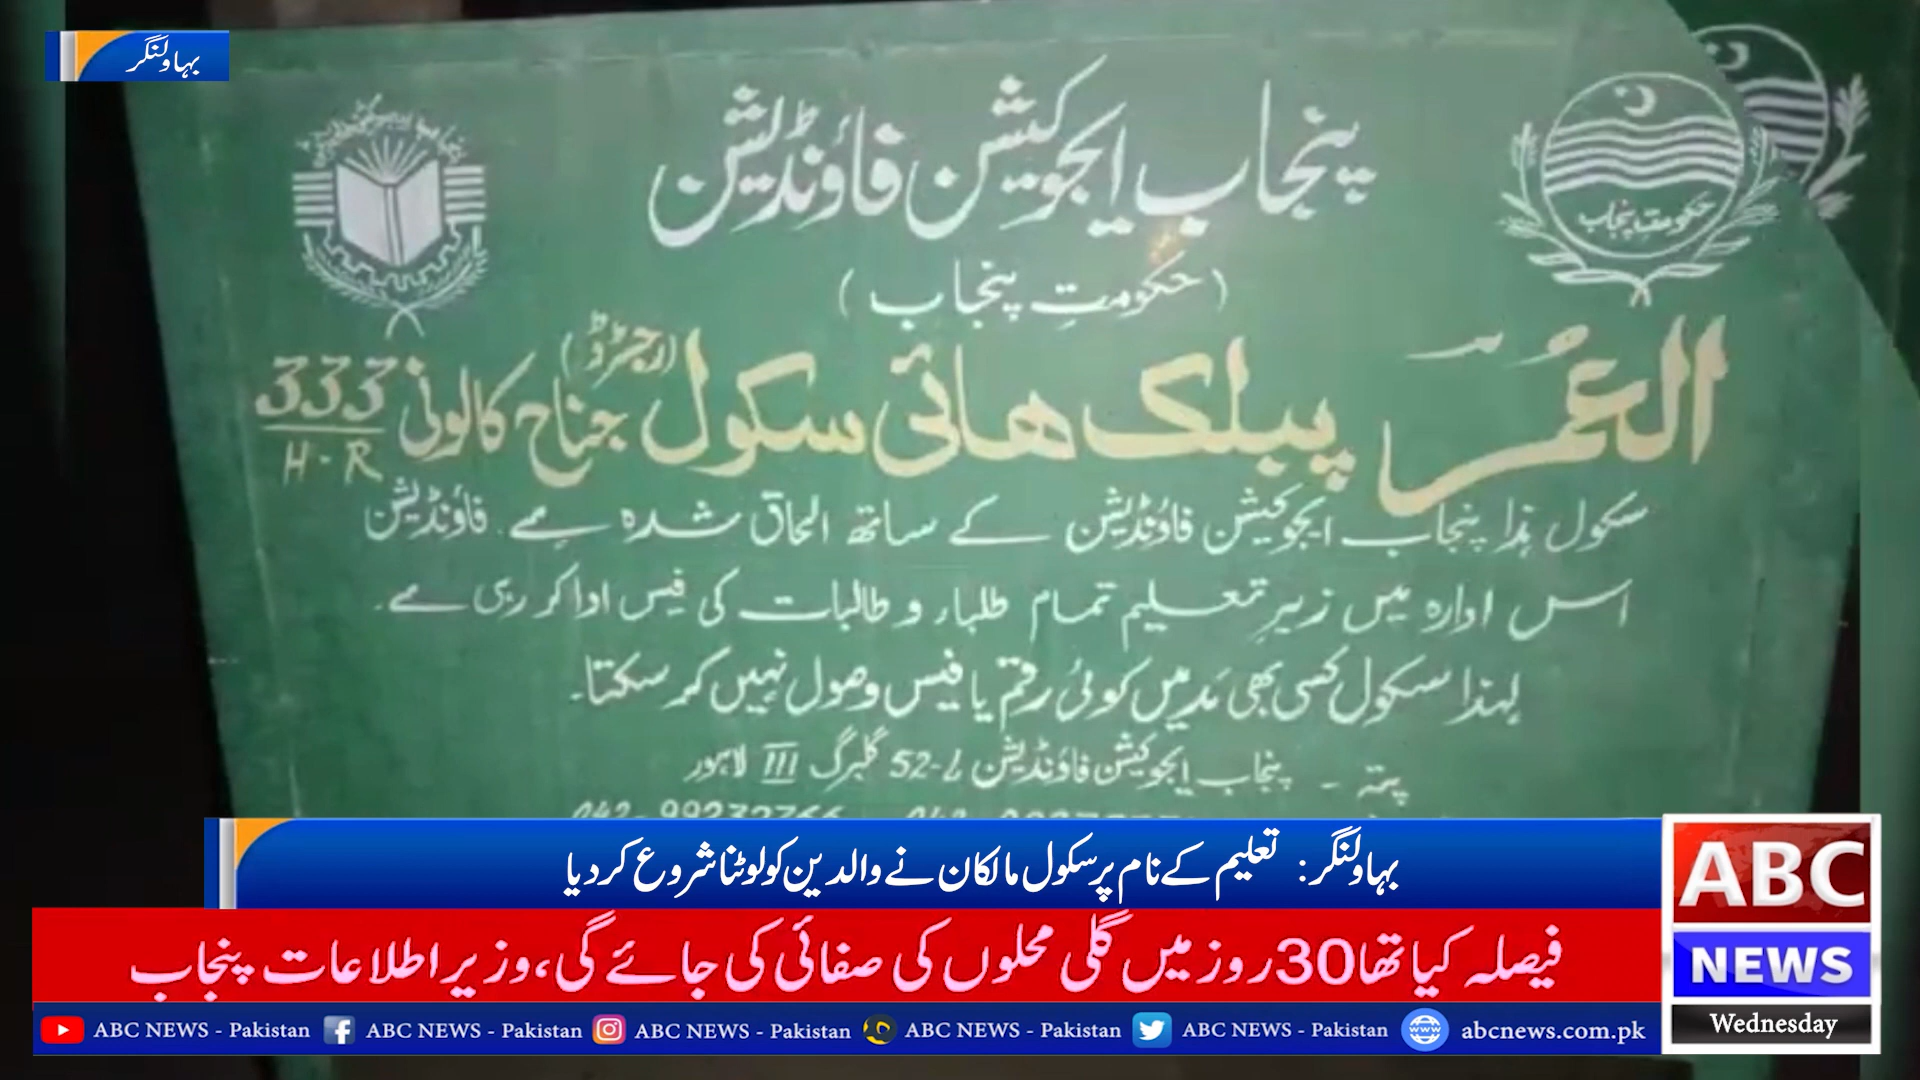 بہاولنگر
پنجاب ایجوکیشن فاؤنڈیشن
حکومت پنجاب
(حکومتِ پنجاب)
العُمر پبلک ھائی سکول (رجسٹرڈ) جناح کالونی 333/H-R
سکول ہٰذا پنجاب ایجوکیشن فاؤنڈیشن کے ساتھ الحاق شدہ ہے۔ فاؤنڈیشن
اس ادارہ میں زیرِ تعلیم تمام طلباء و طالبات کی فیس ادا کر رہی ہے۔
لہٰذا سکول کسی بھی مَد میں کوئی رقم یا فیس وصول نہیں کر سکتا۔
پتہ - پنجاب ایجوکیشن فاؤنڈیشن 52-L گلبرگ III لاہور
بہاولنگر: تعلیم کے نام پر سکول مالکان نے والدین کو لوٹنا شروع کر دیا
فیصلہ کیا تھا 30 روز میں گلی محلوں کی صفائی کی جائے گی، وزیر اطلاعات پنجاب
ABC
NEWS
Wednesday
ABC NEWS - Pakistan ABC NEWS - Pakistan ABC NEWS - Pakistan ABC NEWS - Pakistan ABC NEWS - Pakistan abcnews.com.pk